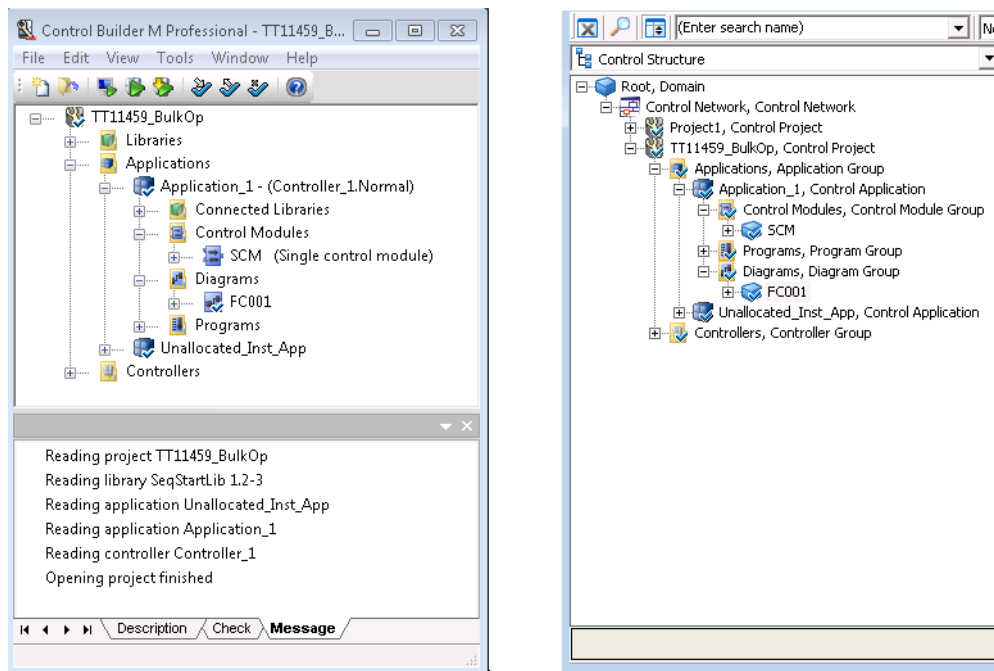 Control Builder M Professional - TT11459_B...
File Edit View Tools Window Help
TT11459_BulkOp
Libraries
Applications
Application_1 - (Controller_1.Normal)
Connected Libraries
Control Modules
SCM (Single control module)
Diagrams
FC001
Programs
Unallocated_Inst_App
Controllers
Reading project TT11459_BulkOp
Reading library SeqStartLib 1.2-3
Reading application Unallocated_Inst_App
Reading application Application_1
Reading controller Controller_1
Opening project finished
Description Check Message
(Enter search name)
Control Structure
Root, Domain
Control Network, Control Network
Project1, Control Project
TT11459_BulkOp, Control Project
Applications, Application Group
Application_1, Control Application
Control Modules, Control Module Group
SCM
Programs, Program Group
Diagrams, Diagram Group
FC001
Unallocated_Inst_App, Control Application
Controllers, Controller Group